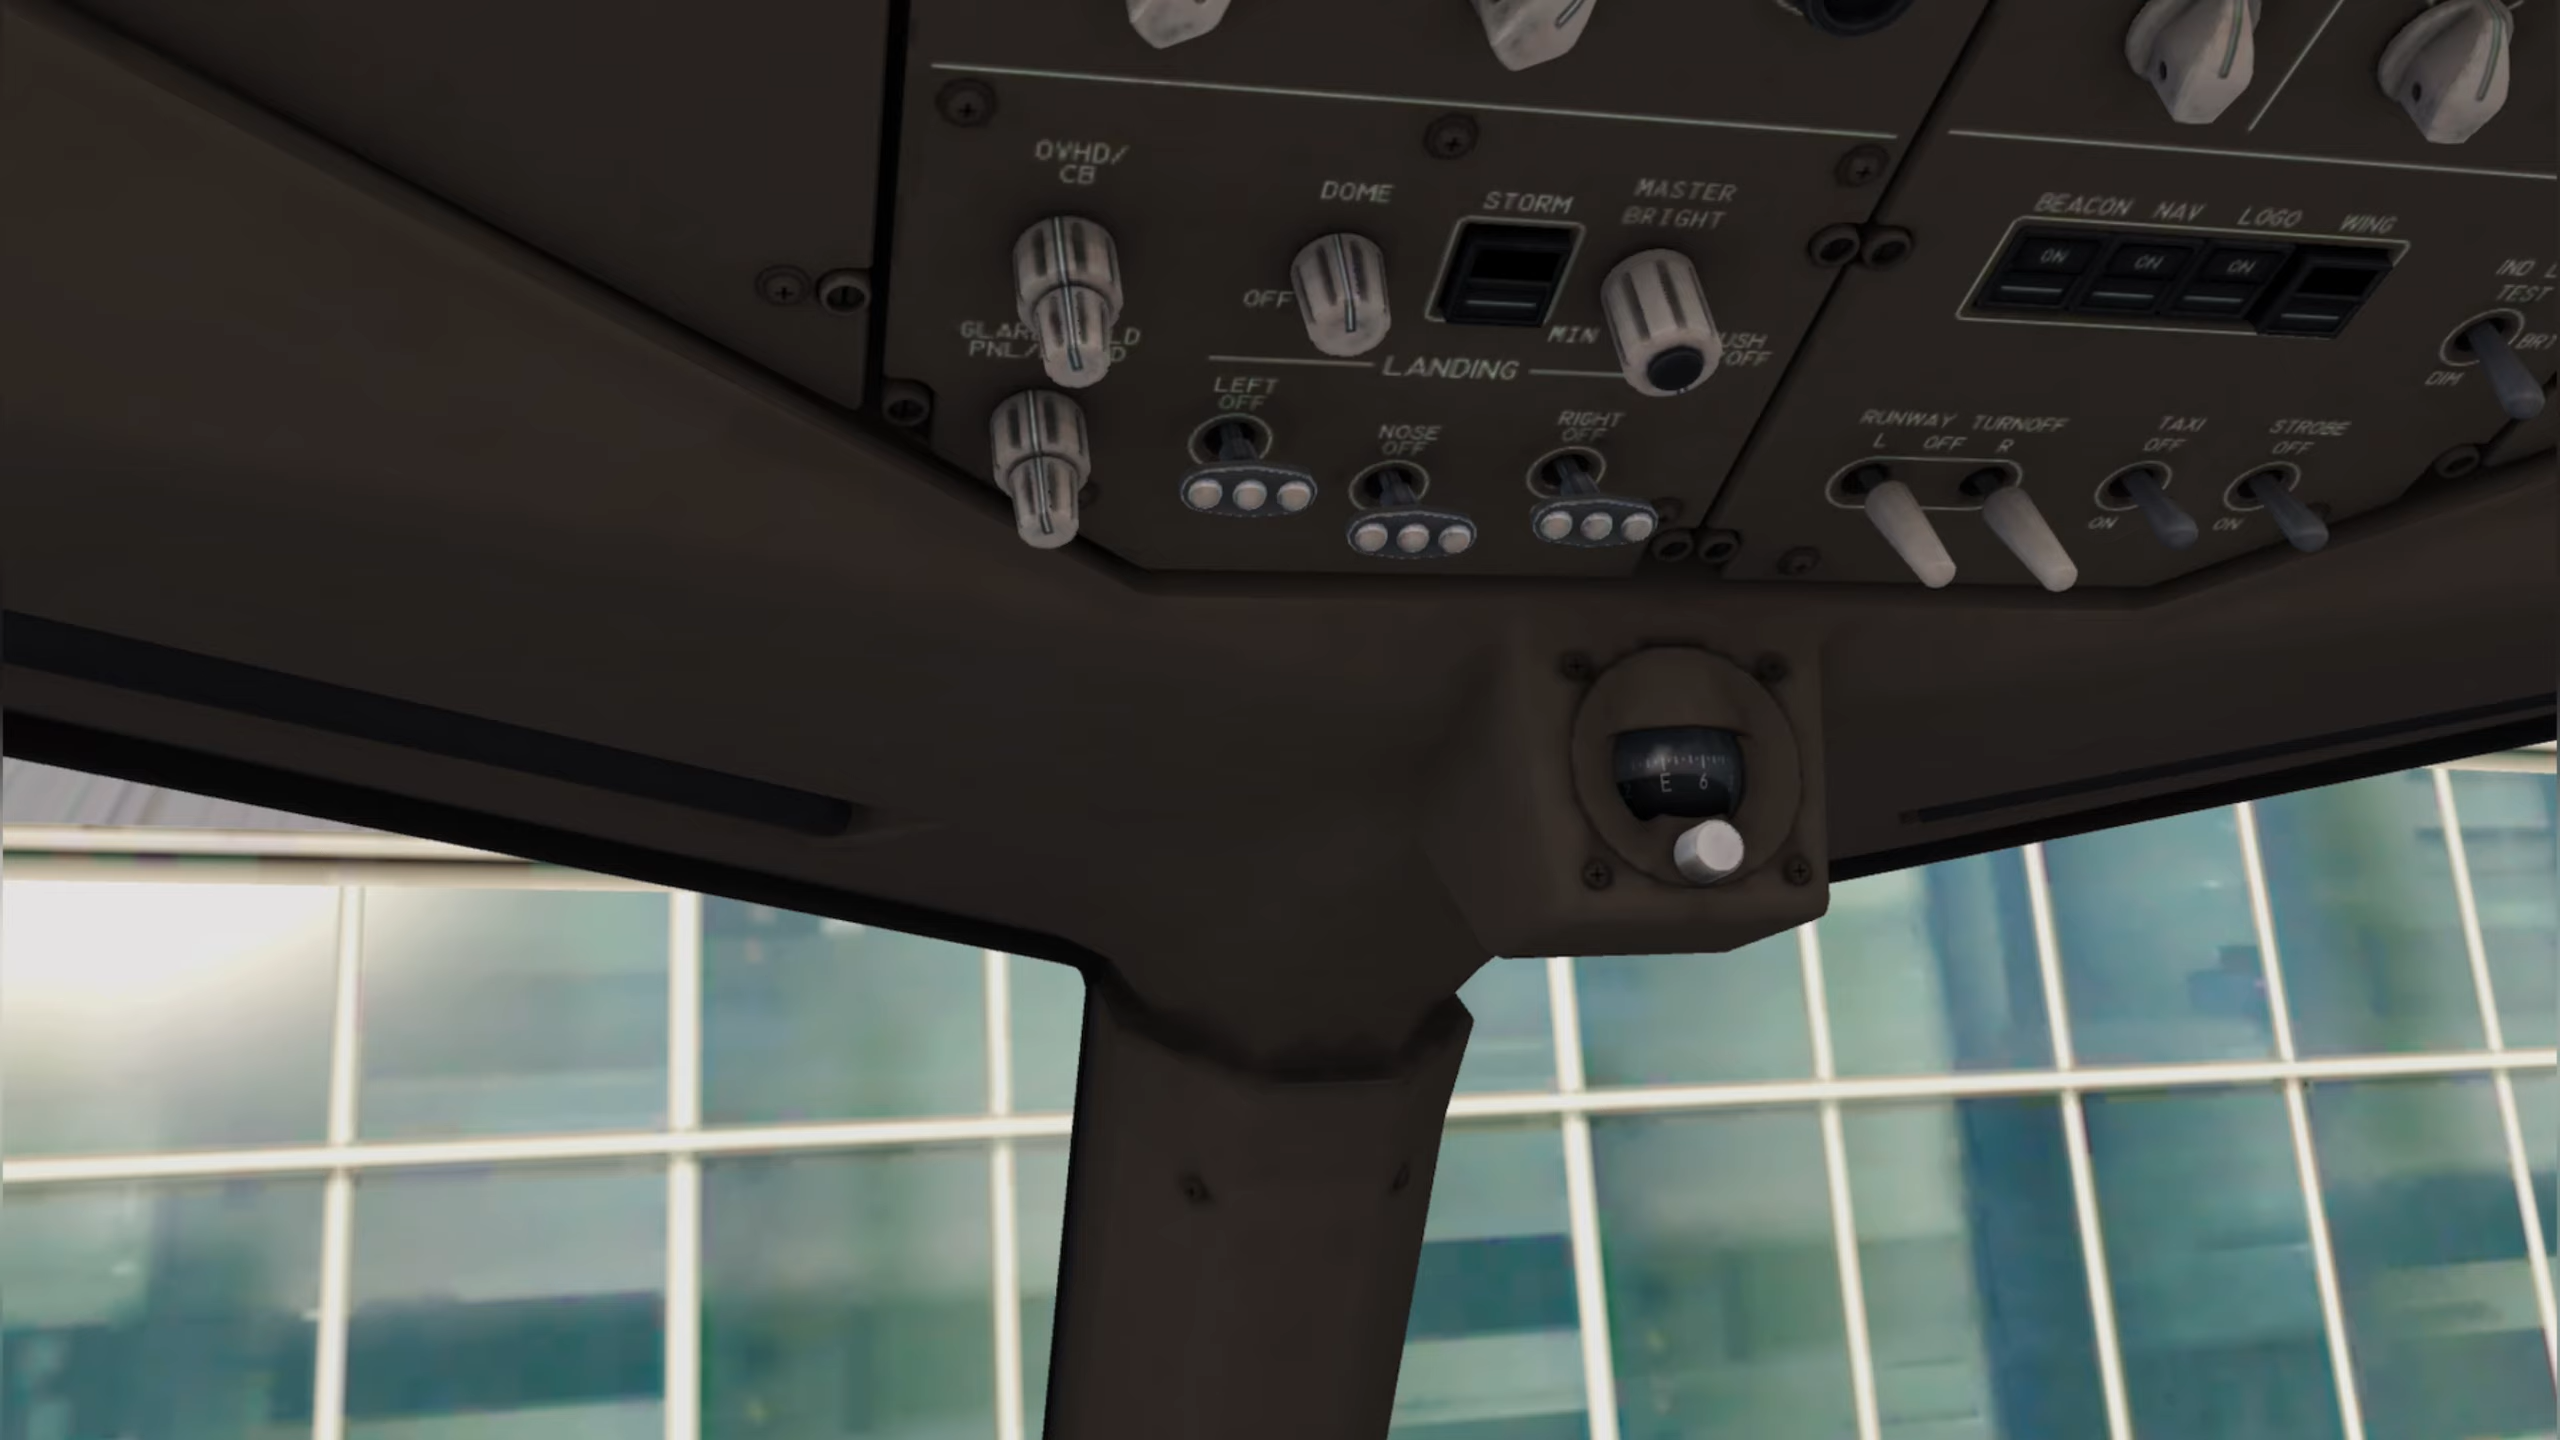 OVHD/
CB
DOME
STORM
MASTER
BRIGHT
OFF
MIN
LANDING
LEFT
OFF
NOSE
OFF
RIGHT
OFF
BEACON NAV LOGO WING
ON ON ON
TEST
DIM
RUNWAY TURNOFF
L OFF R
TAXI
OFF
ON
STROBE
OFF
ON
E 6